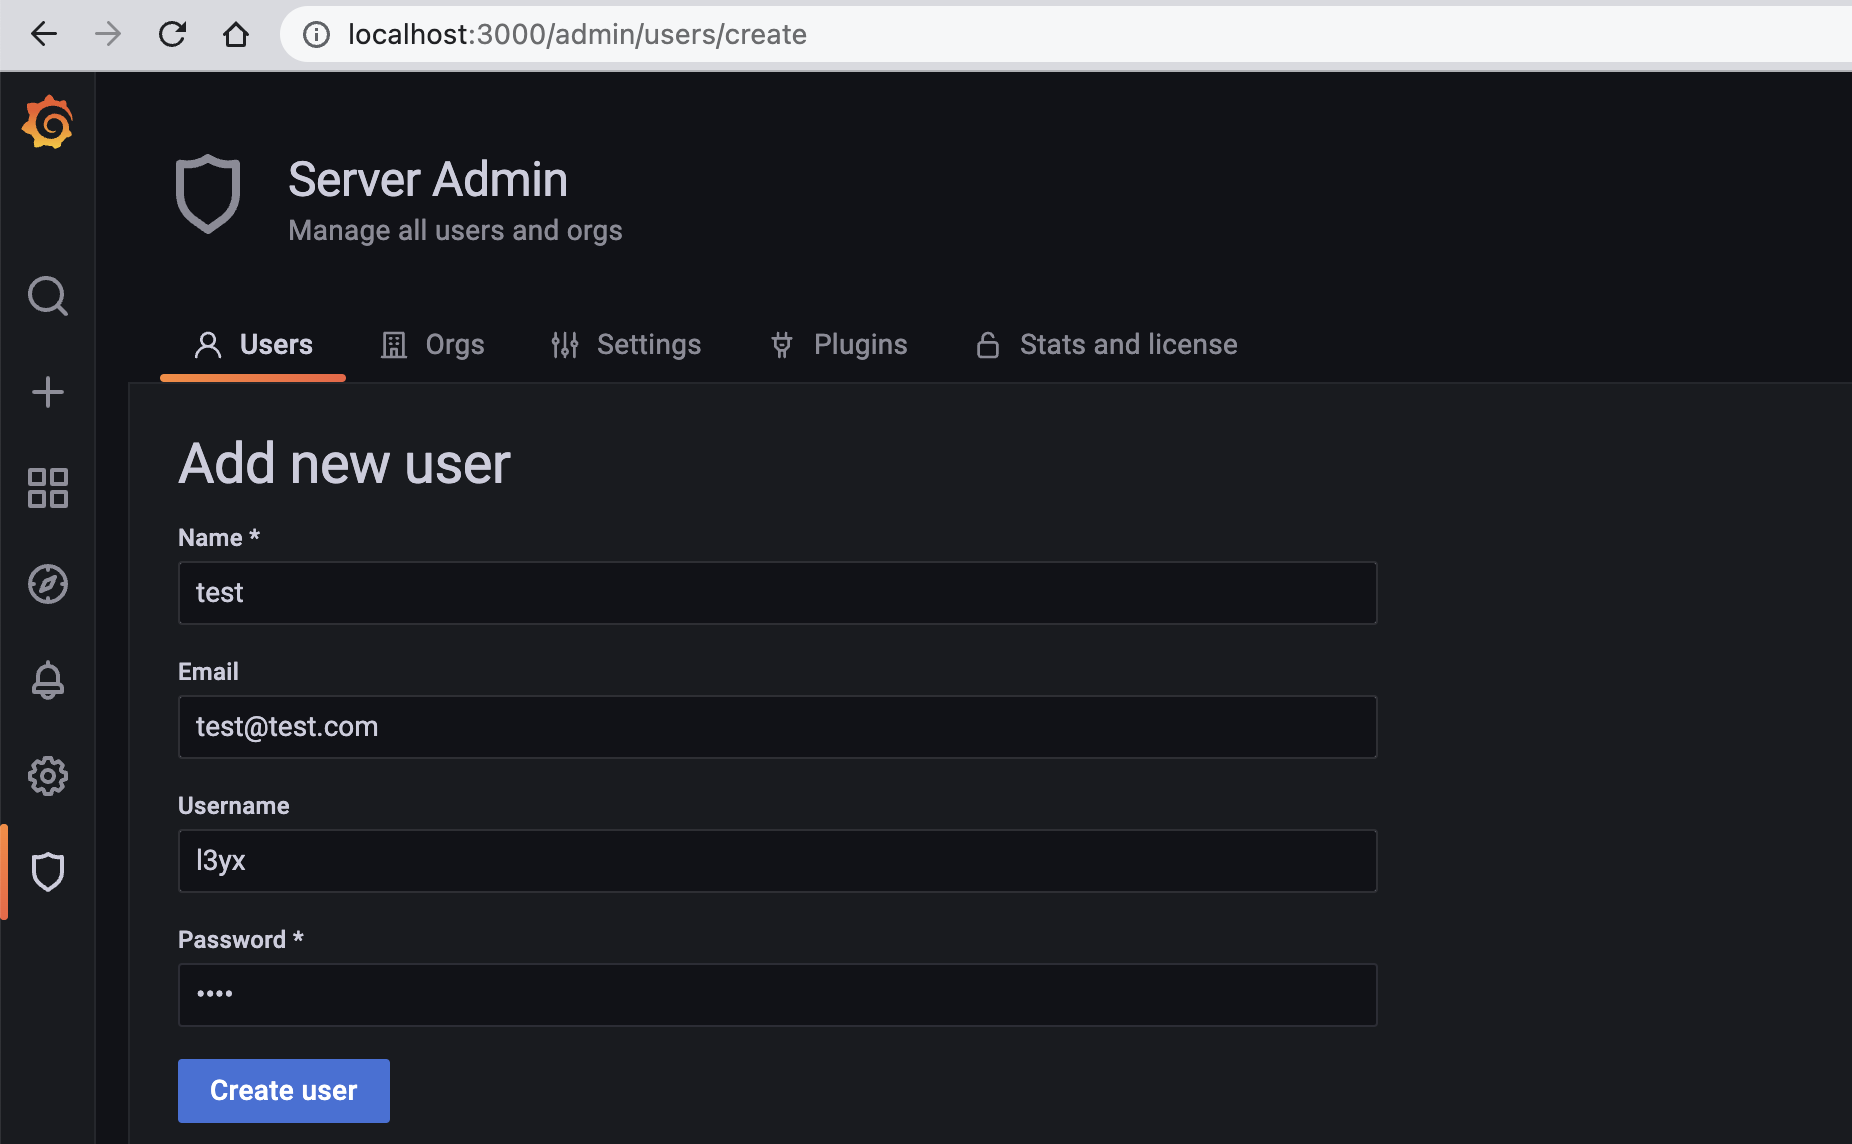 localhost:3000/admin/users/create
Server Admin
Manage all users and orgs
Users Orgs Settings Plugins Stats and license
Add new user
Name *
test
Email
test@test.com
Username
l3yx
Password *
••••
Create user